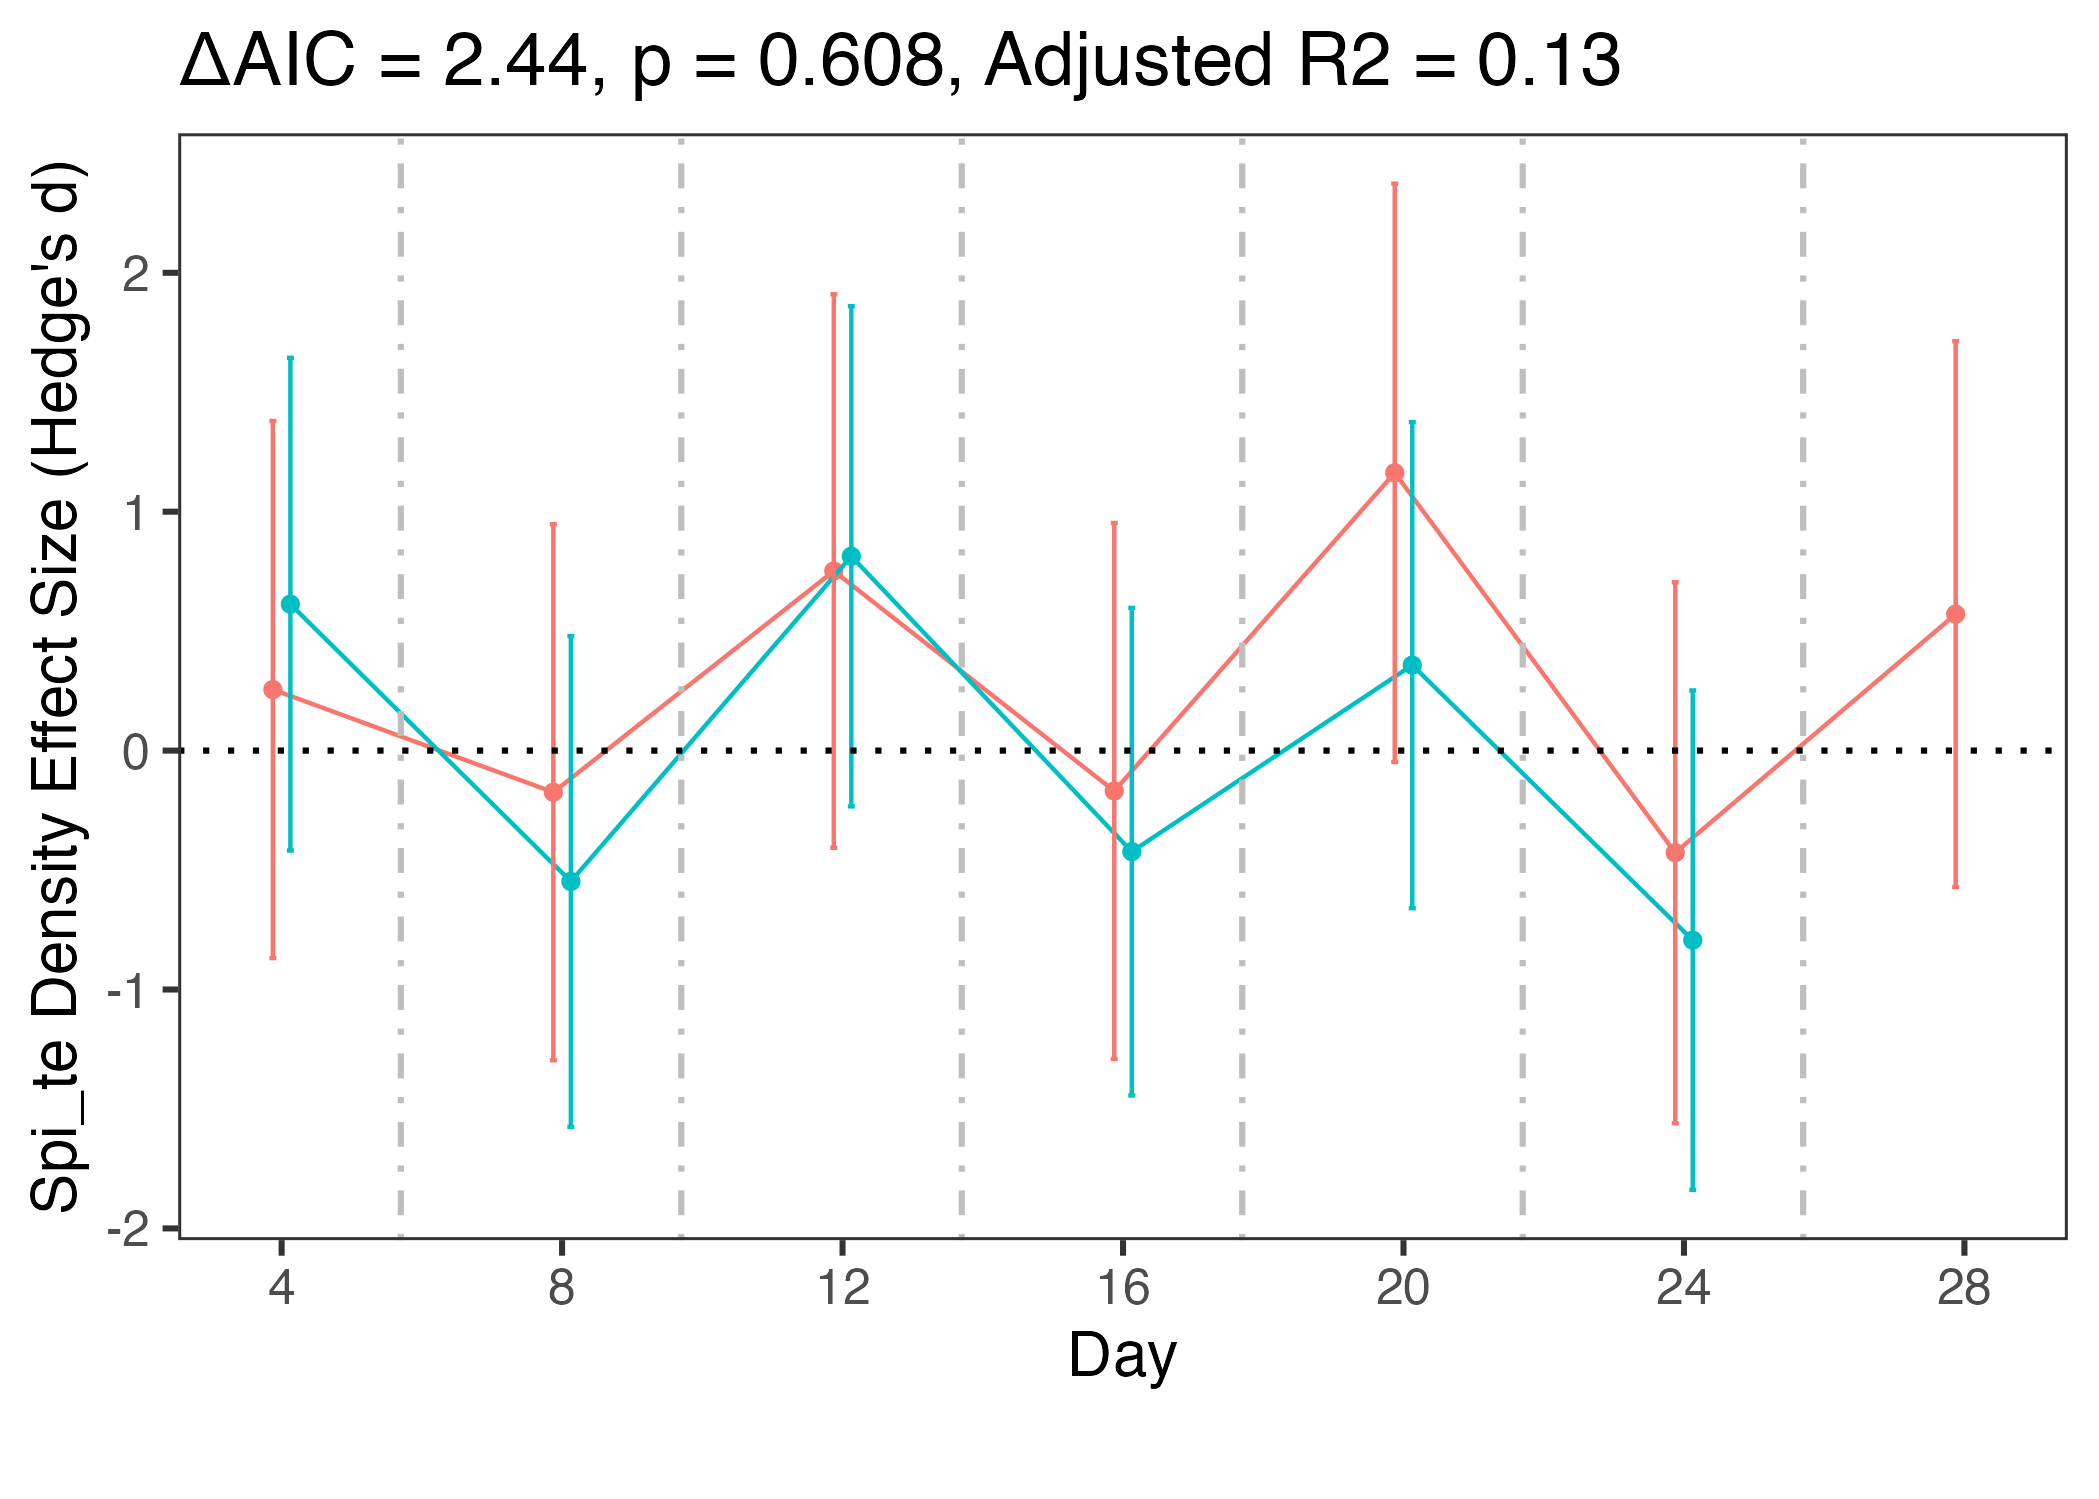 ΔAIC = 2.44, p = 0.608, Adjusted R2 = 0.13
Spi_te Density Effect Size (Hedge's d)
2
1
0
-1
-2
4 8 12 16 20 24 28
Day